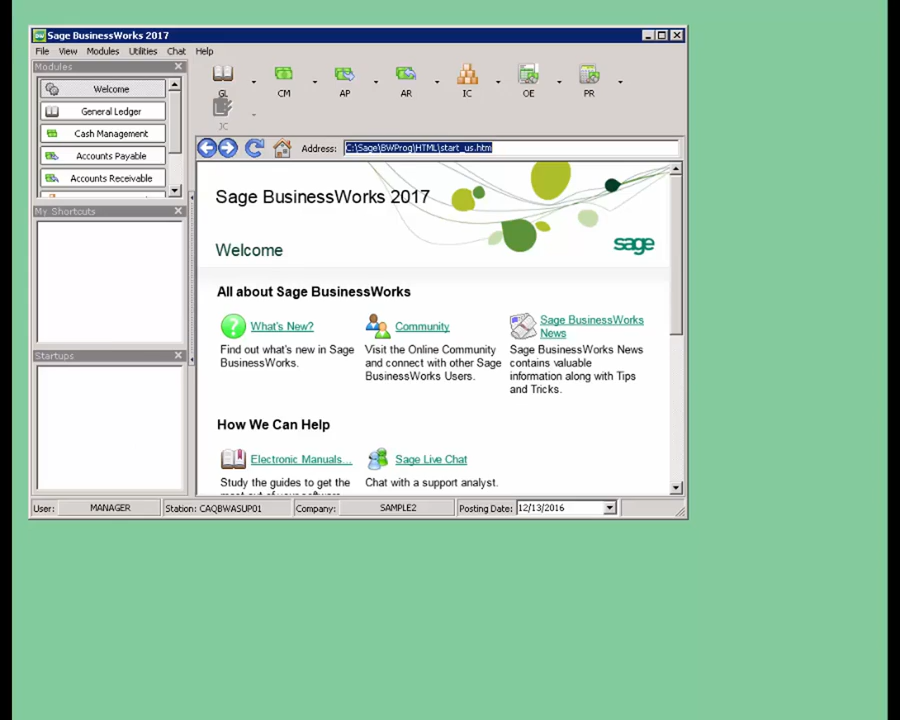 Sage BusinessWorks 2017
File View Modules Utilities Chat Help
Modules
Welcome
General Ledger
Cash Management
Accounts Payable
Accounts Receivable
My Shortcuts
Startups
GL CM AP AR IC OE PR
JC
Address: C:\Sage\BWProg\HTML\start_us.htm
Sage BusinessWorks 2017
Welcome
sage
All about Sage BusinessWorks
What's New?
Find out what's new in Sage
BusinessWorks.
Community
Visit the Online Community
and connect with other Sage
BusinessWorks Users.
Sage BusinessWorks
News
Sage BusinessWorks News
contains valuable
information along with Tips
and Tricks.
How We Can Help
Electronic Manuals...
Study the guides to get the
most out of your software
Sage Live Chat
Chat with a support analyst.
User: MANAGER Station: CAQBWASUP01 Company: SAMPLE2 Posting Date: 12/13/2016